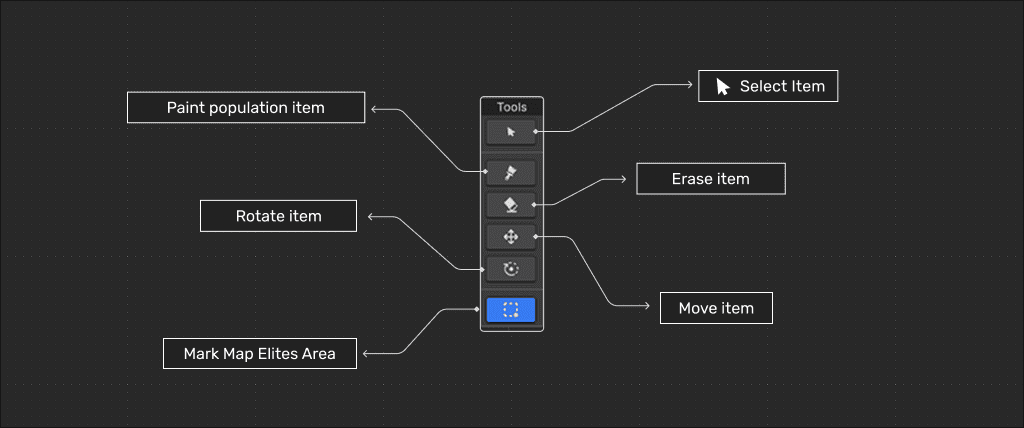 Tools
Select Item
Paint population item
Erase item
Rotate item
Move item
Mark Map Elites Area